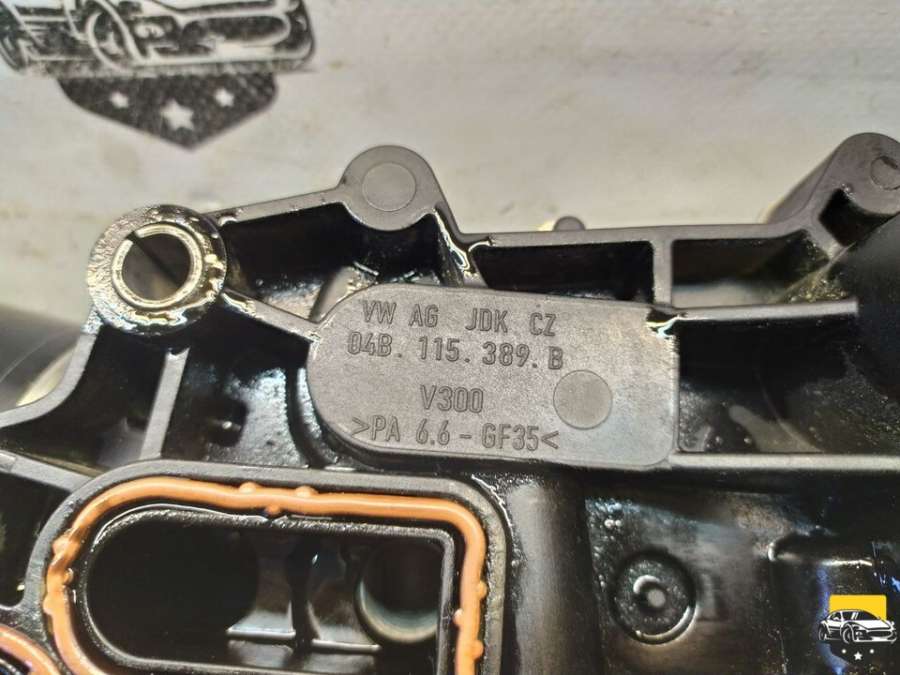 VW AG JDK CZ
04B. 115. 389. B
V300
>PA 6.6-GF35<